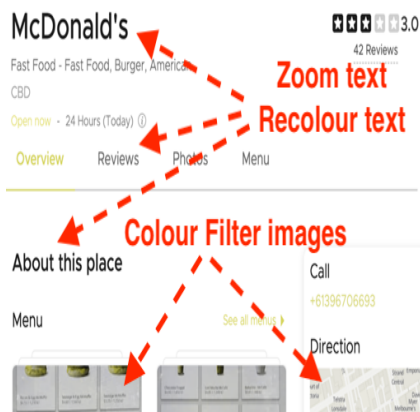 McDonald's
3.0
42 Reviews
Fast Food - Fast Food, Burger, American
CBD
Open now - 24 Hours (Today)
Zoom text
Recolour text
Overview Reviews Photos Menu
Colour Filter images
About this place
Call
+61396706693
Menu
See all menus
Direction